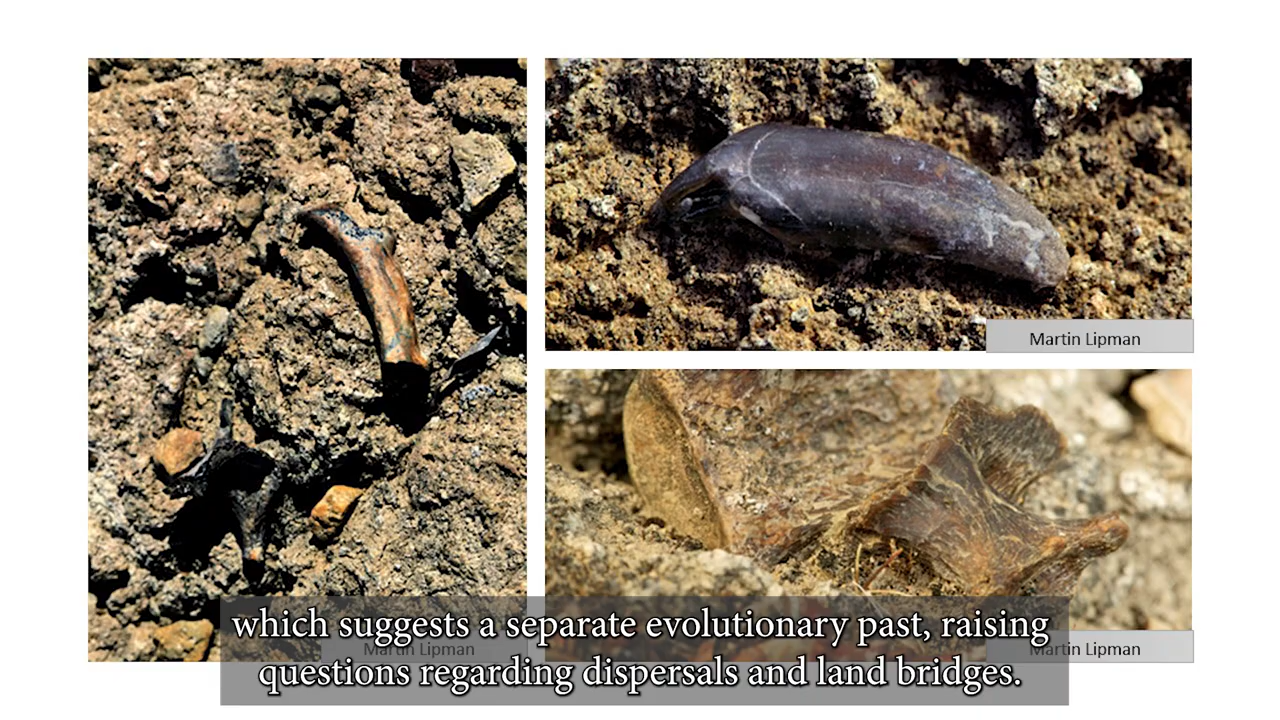 Martin Lipman
Martin Lipman
Martin Lipman
which suggests a separate evolutionary past, raising
questions regarding dispersals and land bridges.